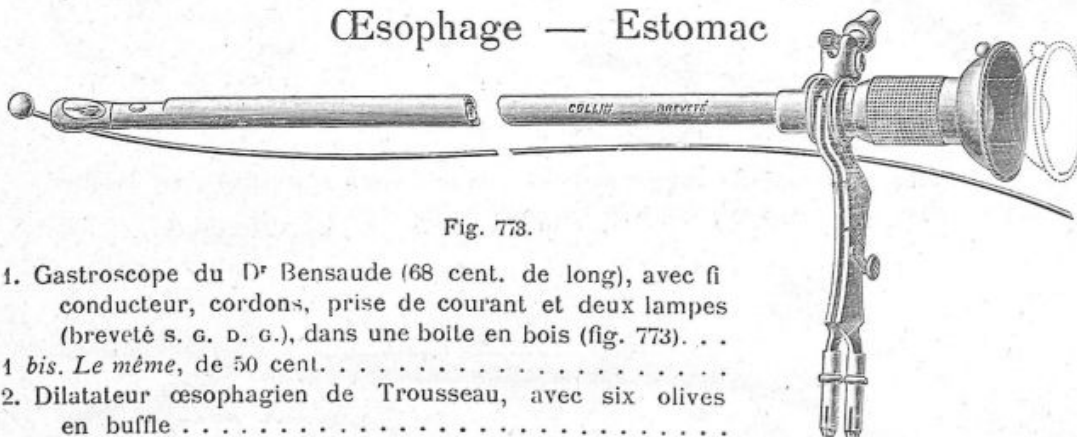 Œsophage — Estomac
COLLIN BREVETÉ
Fig. 773.
1. Gastroscope du Dʳ Bensaude (68 cent. de long), avec fi
conducteur, cordons, prise de courant et deux lampes
(breveté S. G. D. G.), dans une boite en bois (fig. 773). . .
1 bis. Le même, de 50 cent. . . . . . . . . . . . . . . . . . . . .
2. Dilatateur œsophagien de Trousseau, avec six olives
en buffle . . . . . . . . . . . . . . . . . . . . . . . . . . . . .